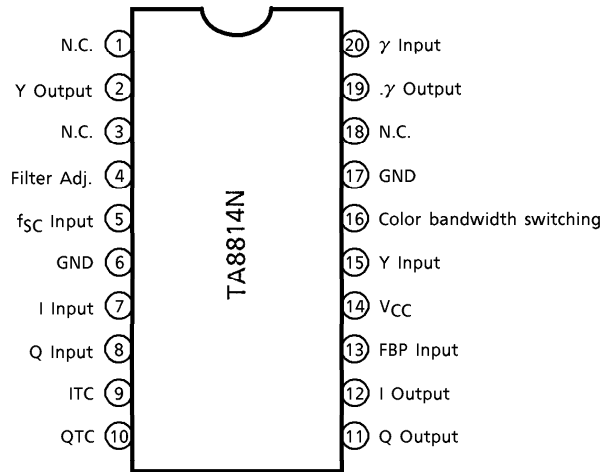 N.C. 1
Y Output 2
N.C. 3
Filter Adj. 4
fSC Input 5
GND 6
I Input 7
Q Input 8
ITC 9
QTC 10
TA8814N
20 γ Input
19 .γ Output
18 N.C.
17 GND
16 Color bandwidth switching
15 Y Input
14 VCC
13 FBP Input
12 I Output
11 Q Output